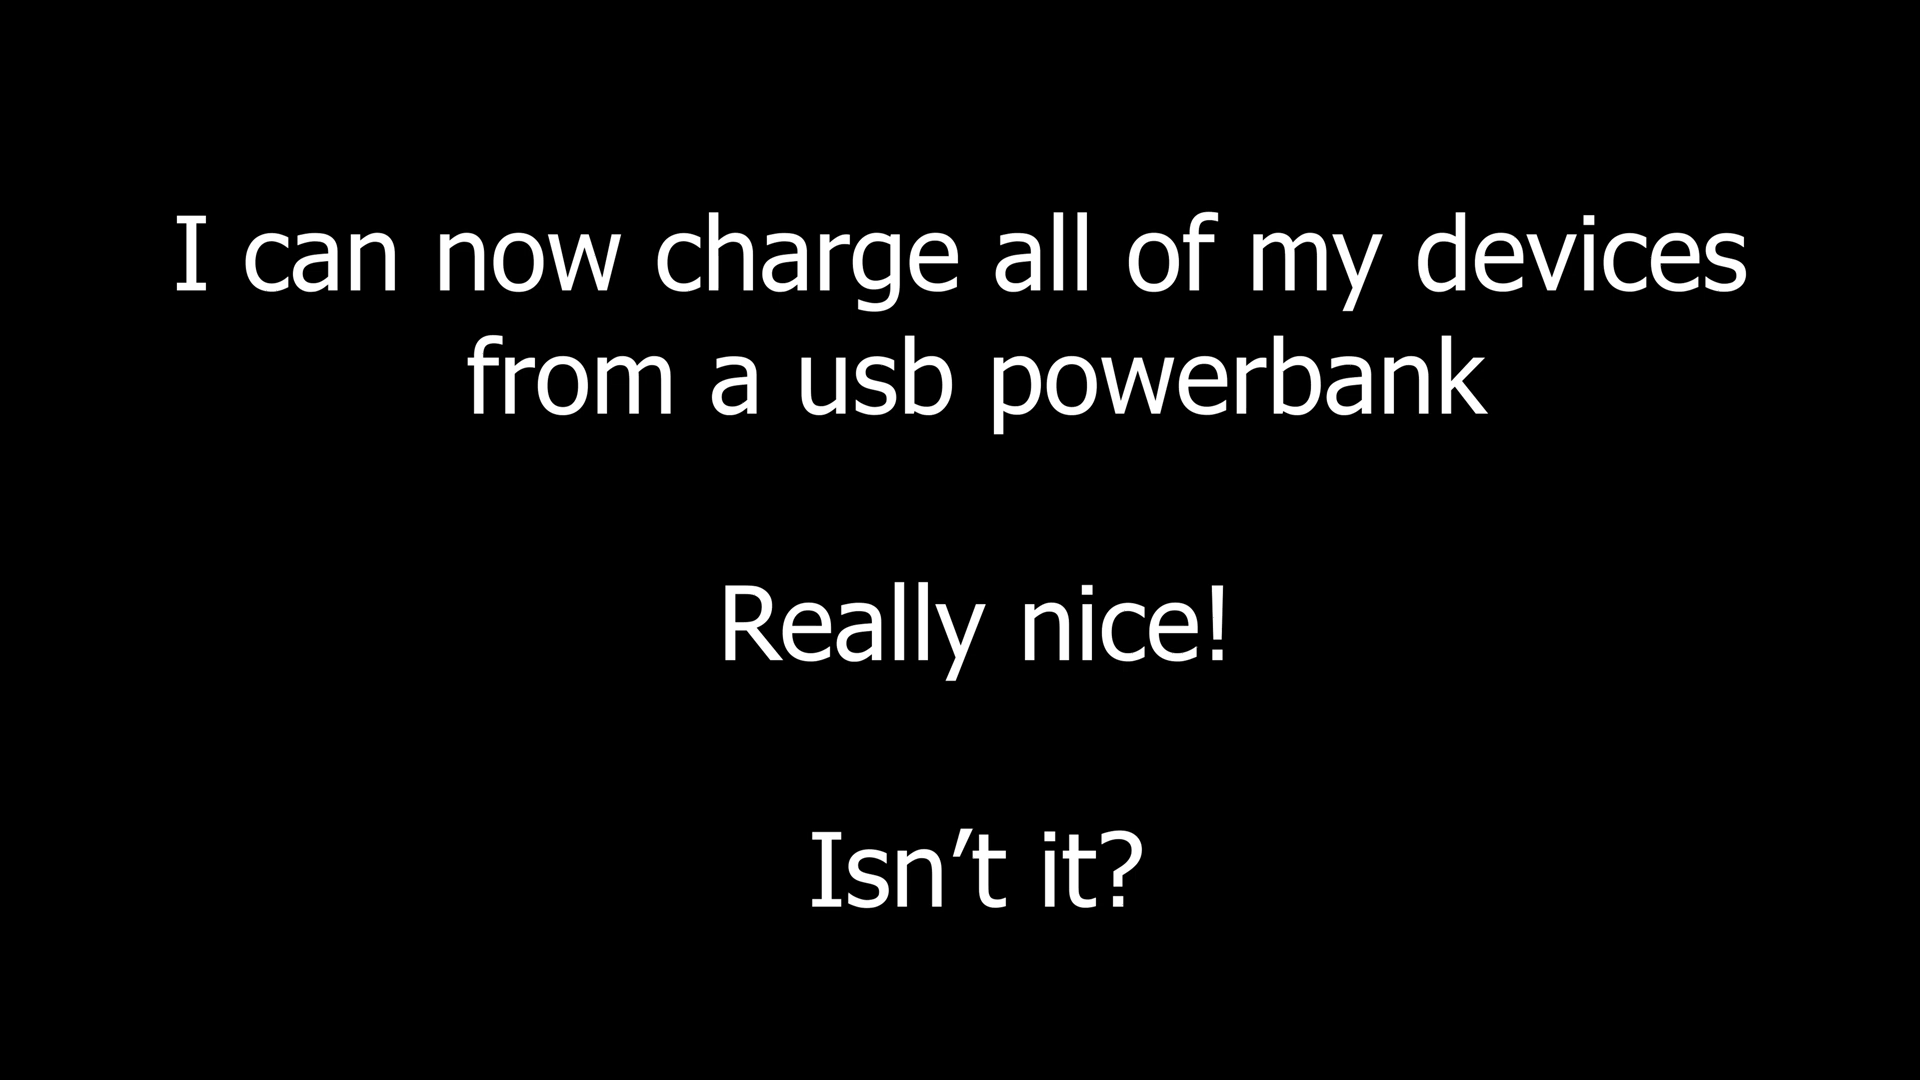 I can now charge all of my devices
from a usb powerbank
Really nice!
Isn’t it?